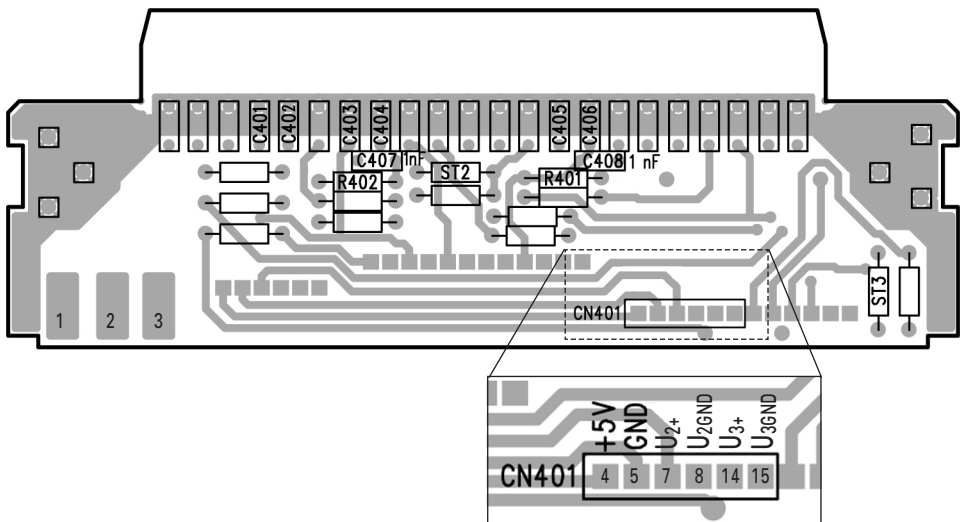 C401 C402 C403 C404 C405 C406
C407 1nF C408 1 nF
R402 ST2 R401
ST3
1 2 3
CN401
+5V GND U2+ U2GND U3+ U3GND
CN401 4 5 7 8 14 15